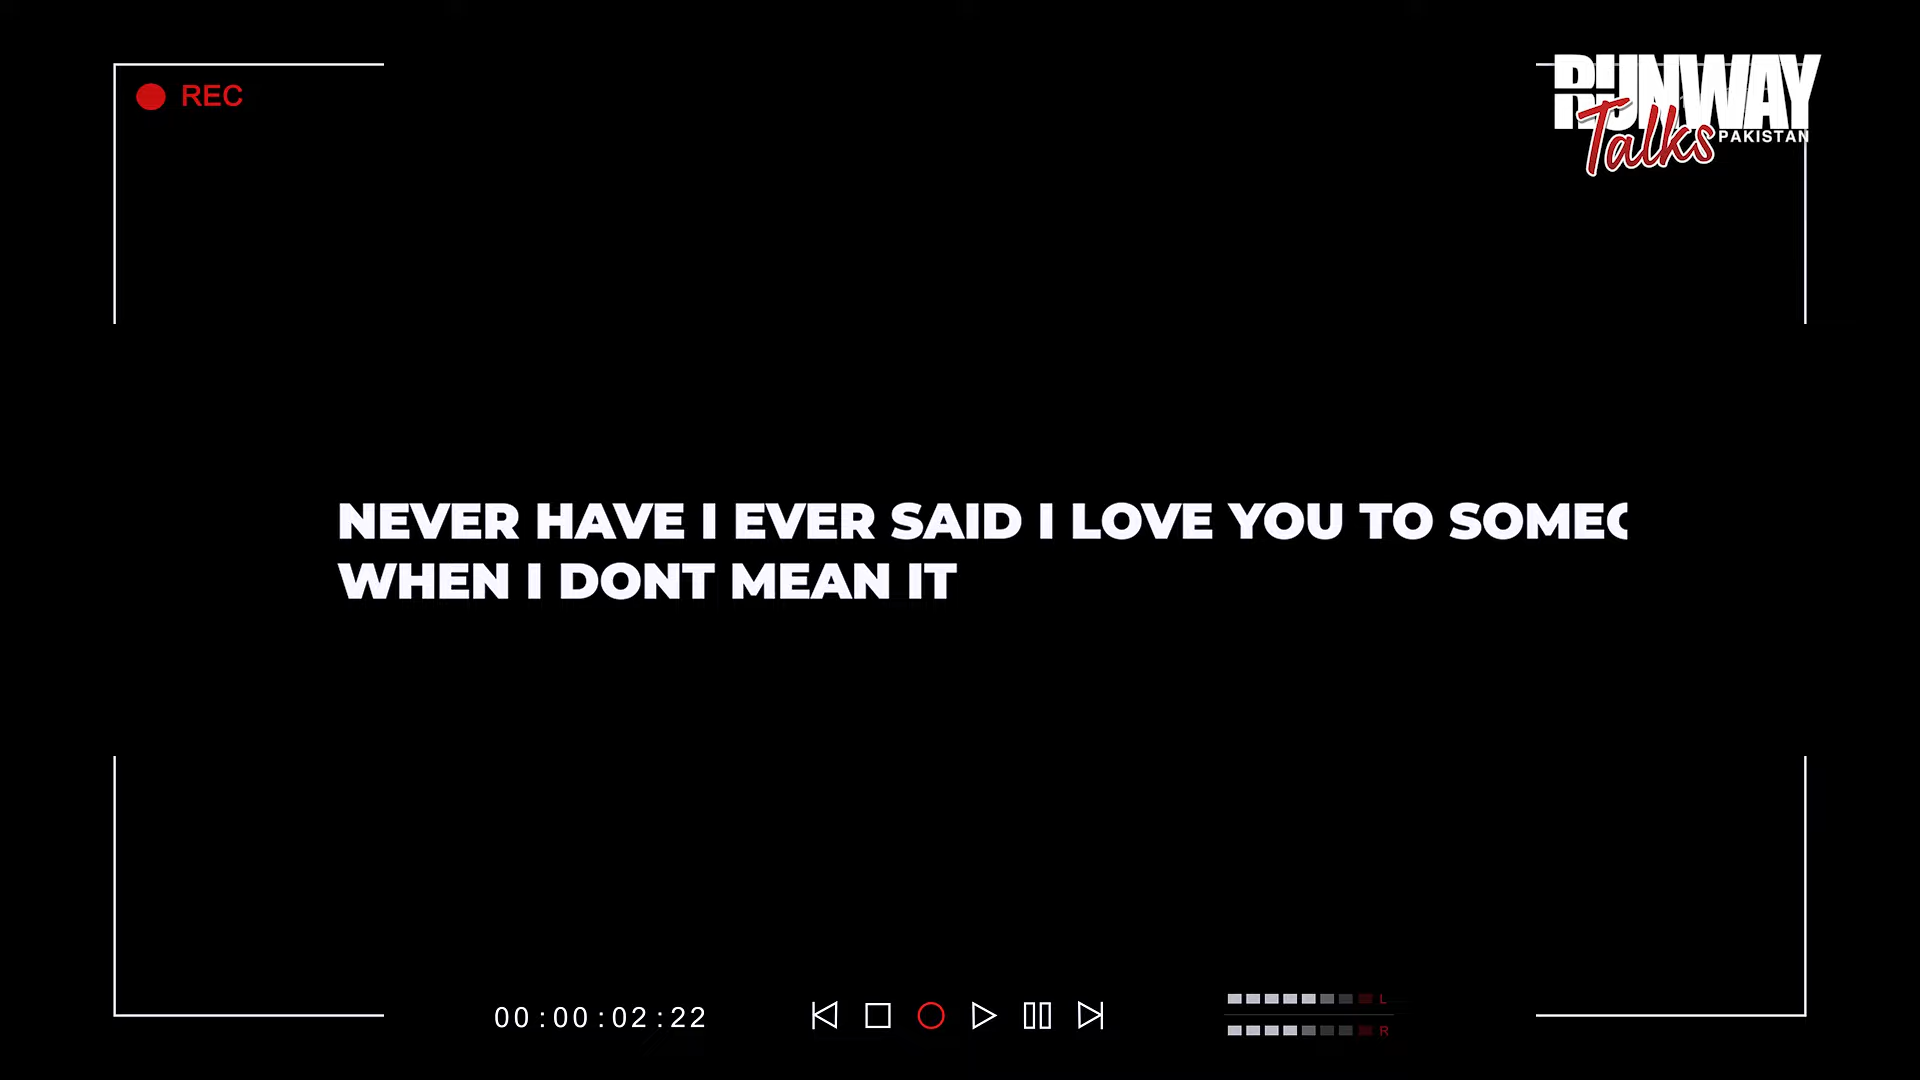 REC
RUNWAY
Talks PAKISTAN
NEVER HAVE I EVER SAID I LOVE YOU TO
WHEN I DONT MEAN IT
00:00:02:22
L
R